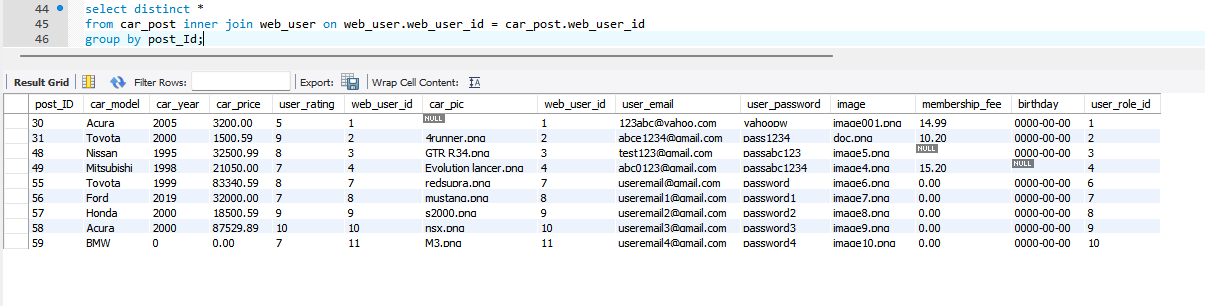 44 select distinct *
45 from car_post inner join web_user on web_user.web_user_id = car_post.web_user_id
46 group by post_Id;
Result Grid Filter Rows: Export: Wrap Cell Content:
post_ID car_model car_year car_price user_rating web_user_id car_pic web_user_id user_email user_password image membership_fee birthday user_role_id
30 Acura 2005 3200.00 5 1 NULL 1 123abc@yahoo.com yahoopw image001.png 14.99 0000-00-00 1
31 Toyota 2000 1500.59 9 2 4runner.png 2 abce1234@gmail.com pass1234 doc.png 10.20 0000-00-00 2
48 Nissan 1995 32500.99 8 3 GTR R34.png 3 test123@gmail.com passabc123 image5.png NULL 0000-00-00 3
49 Mitsubishi 1998 21050.00 7 4 Evolution lancer.png 4 abc0123@gmail.com passabc1234 image4.png 15.20 NULL 4
55 Toyota 1999 83340.59 8 7 redsupra.png 7 useremail@gmail.com password image6.png 0.00 0000-00-00 6
56 Ford 2019 32000.00 7 8 mustang.png 8 useremail1@gmail.com password1 image7.png 0.00 0000-00-00 7
57 Honda 2000 18500.59 9 9 s2000.png 9 useremail2@gmail.com password2 image8.png 0.00 0000-00-00 8
58 Acura 2000 87529.89 10 10 nsx.png 10 useremail3@gmail.com password3 image9.png 0.00 0000-00-00 9
59 BMW 0 0.00 7 11 M3.png 11 useremail4@gmail.com password4 image10.png 0.00 0000-00-00 10